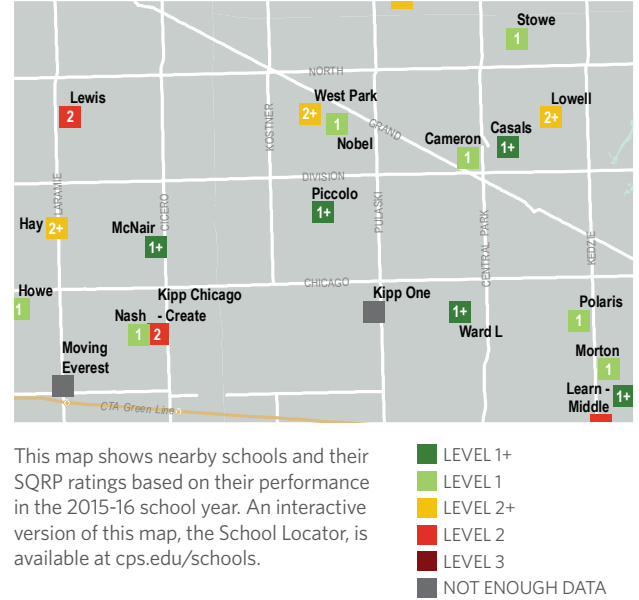 Stowe
1
NORTH
Lewis
2
West Park
2+
1
Nobel
KOSTNER
GRAND
Lowell
2+
Casals
1+
Cameron
1
DIVISION
LARAMIE
CICERO
Piccolo
1+
PULASKI
CENTRAL PARK
KEDZIE
Hay
2+
McNair
1+
CHICAGO
Howe
1
Kipp Chicago
Nash - Create
1
2
Kipp One
1+
Ward L
Polaris
1
Moving
Everest
Morton
1
Learn -
Middle
1+
CTA Green Line
This map shows nearby schools and their
SQRP ratings based on their performance
in the 2015-16 school year. An interactive
version of this map, the School Locator, is
available at cps.edu/schools.
LEVEL 1+
LEVEL 1
LEVEL 2+
LEVEL 2
LEVEL 3
NOT ENOUGH DATA